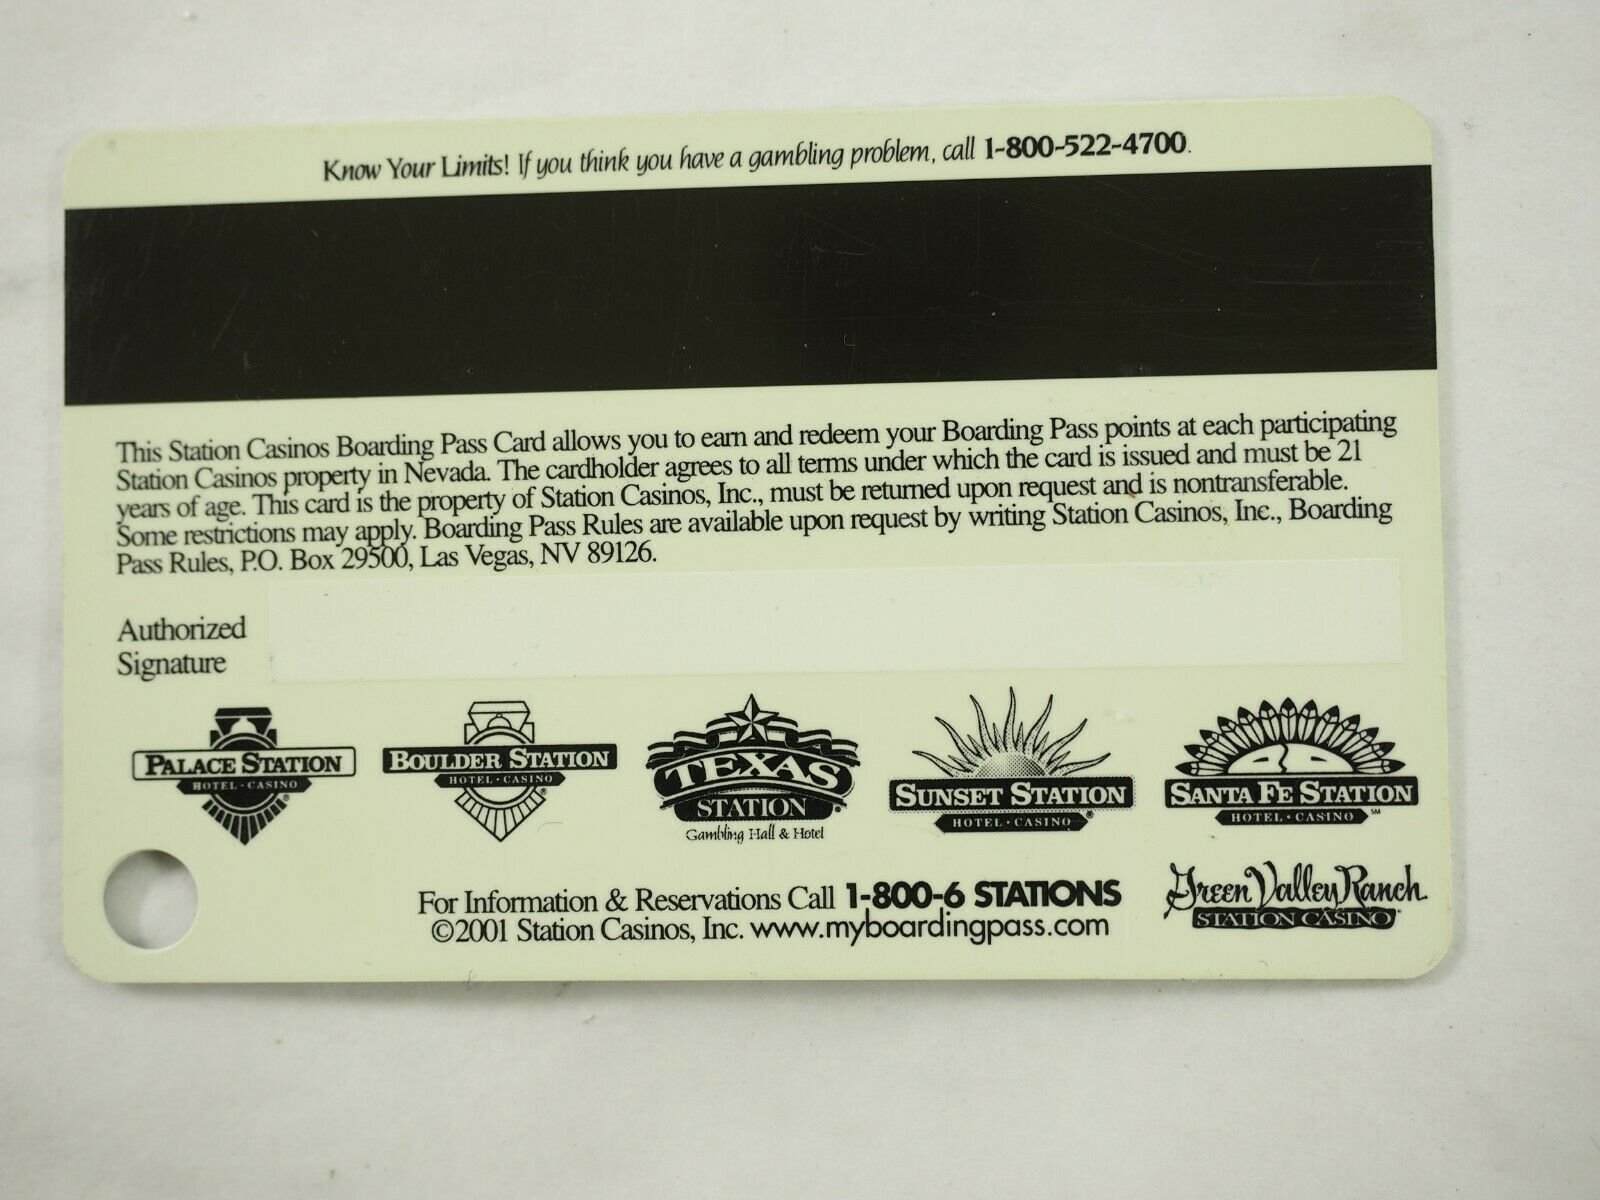 Know Your Limits! If you think you have a gambling problem, call 1-800-522-4700.
This Station Casinos Boarding Pass Card allows you to earn and redeem your Boarding Pass points at each participating
Station Casinos property in Nevada. The cardholder agrees to all terms under which the card is issued and must be 21
years of age. This card is the property of Station Casinos, Inc., must be returned upon request and is nontransferable.
Some restrictions may apply. Boarding Pass Rules are available upon request by writing Station Casinos, Inc., Boarding
Pass Rules, P.O. Box 29500, Las Vegas, NV 89126.
Authorized
Signature
PALACE STATION
HOTEL · CASINO
®
BOULDER STATION
HOTEL · CASINO
®
TEXAS
STATION
®
Gambling Hall & Hotel
SUNSET STATION
HOTEL · CASINO
®
SANTA FE STATION
HOTEL · CASINO
SM
For Information & Reservations Call 1-800-6 STATIONS
©2001 Station Casinos, Inc. www.myboardingpass.com
Green Valley Ranch
STATION CASINO